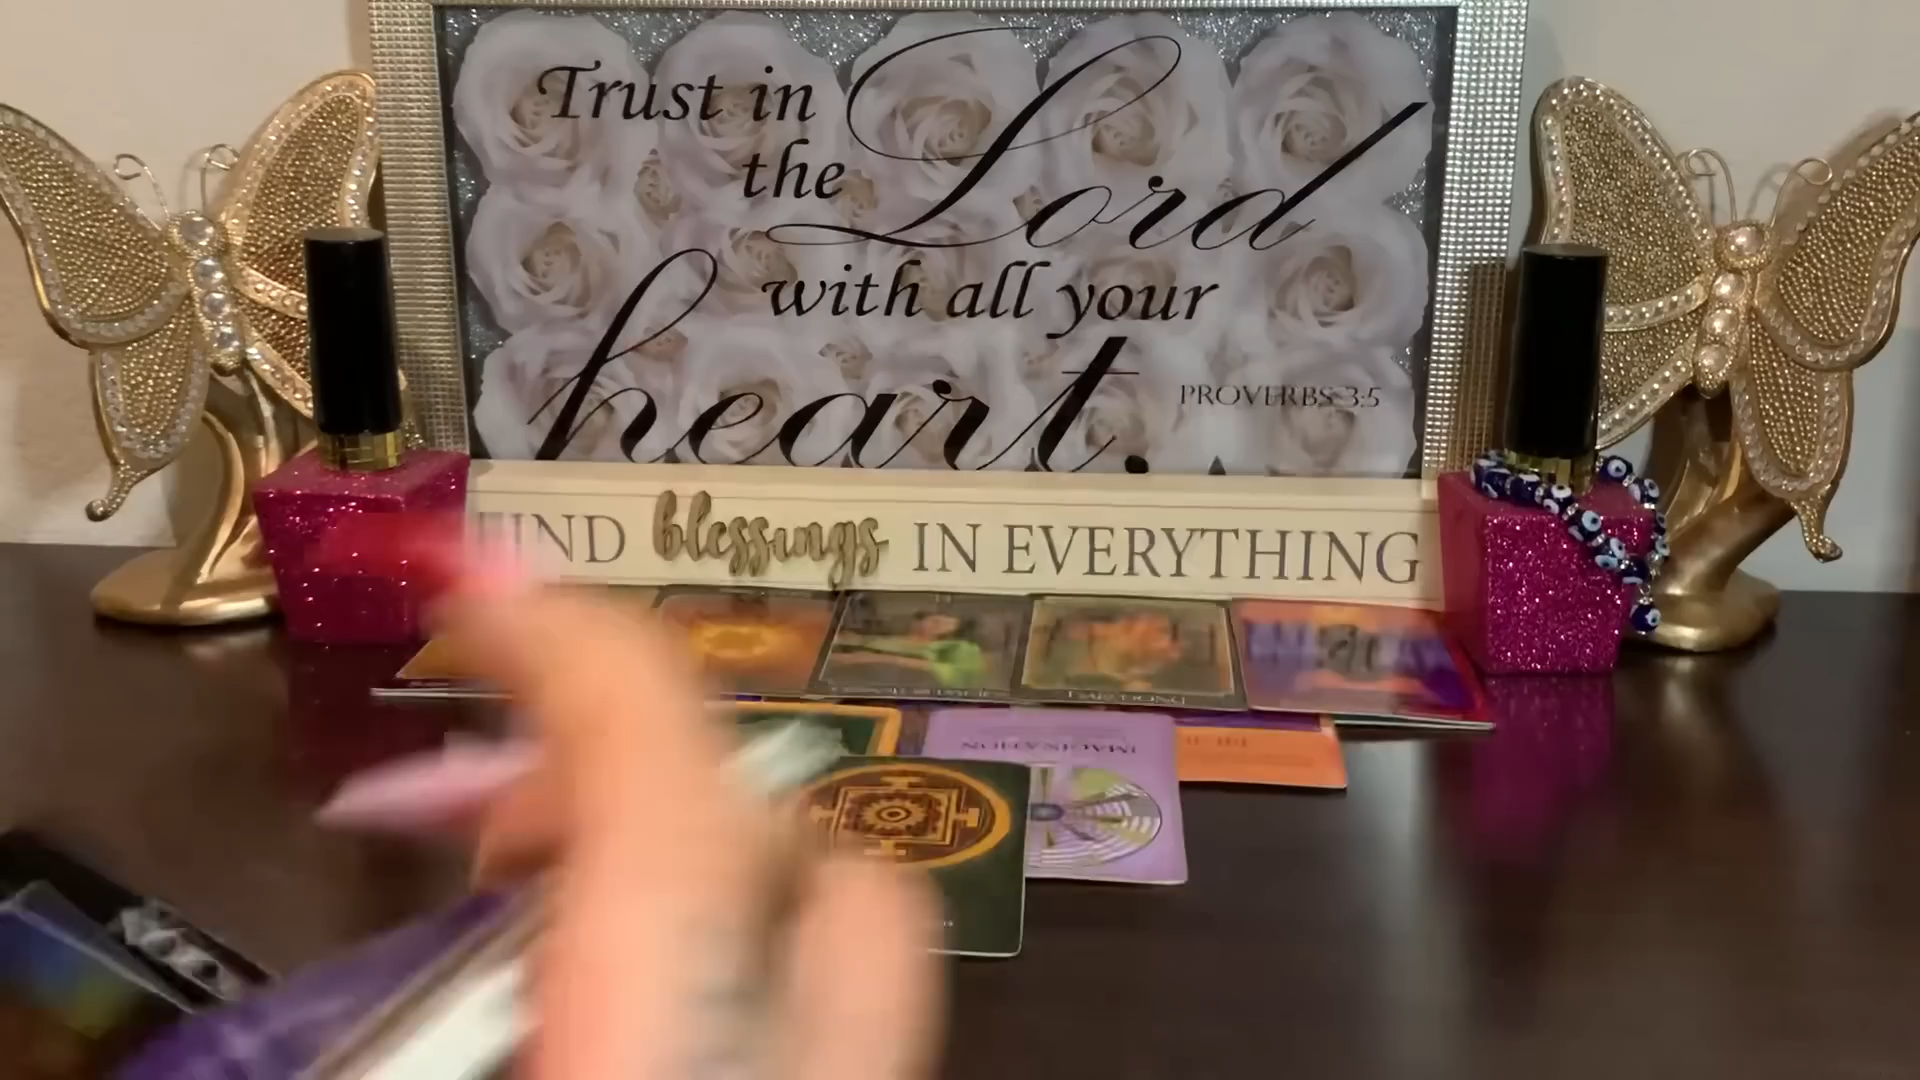 Trust in
the Lord
with all your
heart.
PROVERBS 3:5
FIND blessings IN EVERYTHING
IMAGINATION